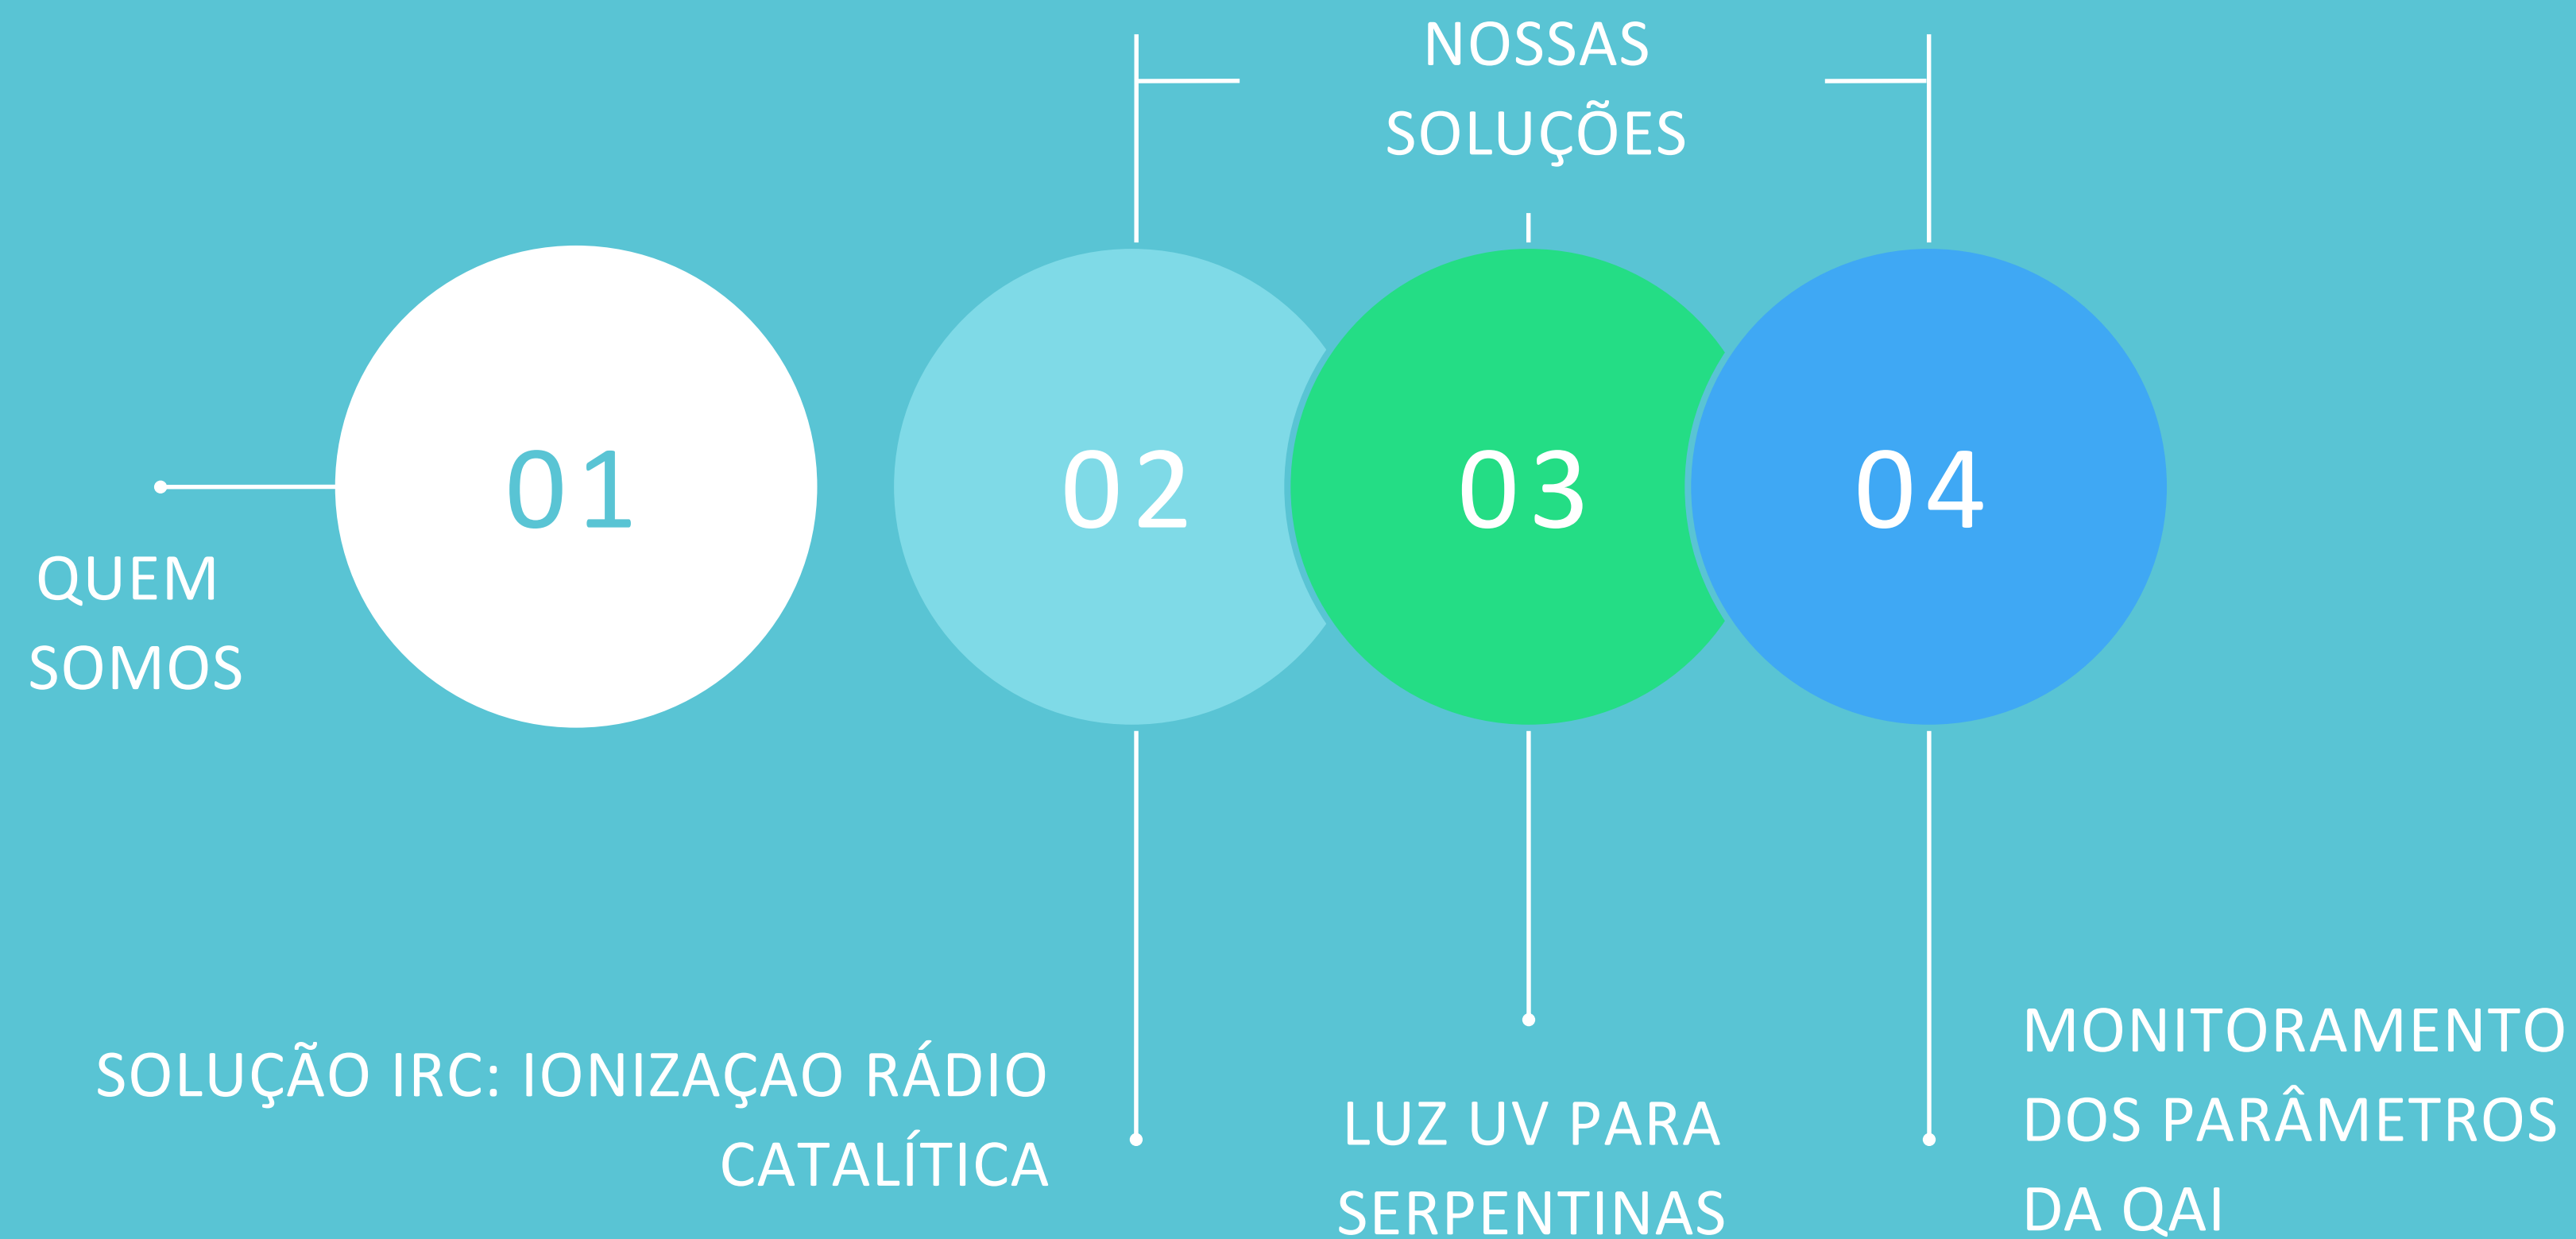 NOSSAS
SOLUÇÕES
01
02
03
04
QUEM
SOMOS
SOLUÇÃO IRC: IONIZAÇAO RÁDIO
CATALÍTICA
LUZ UV PARA
SERPENTINAS
MONITORAMENTO
DOS PARÂMETROS
DA QAI